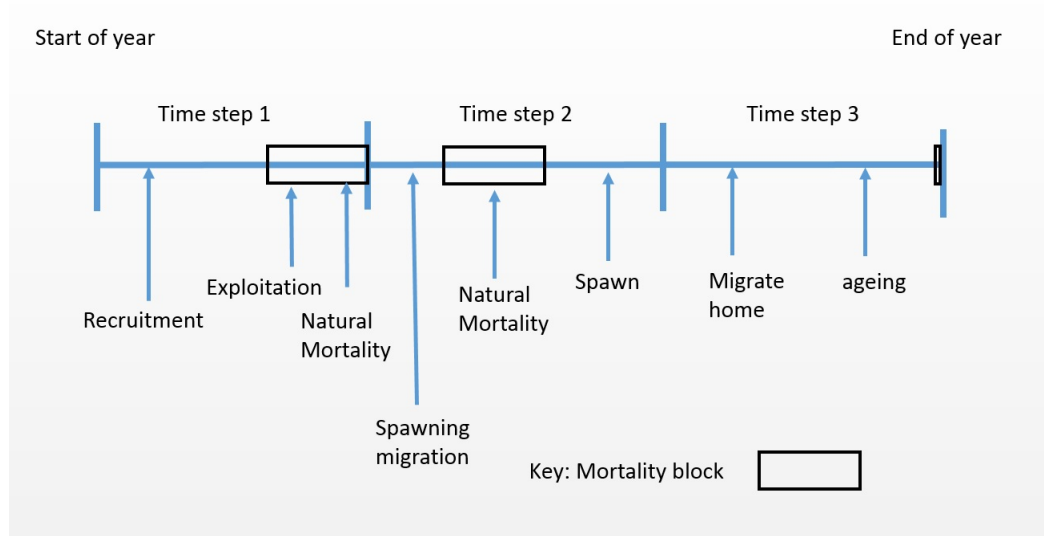 Start of year
End of year
Time step 1
Time step 2
Time step 3
Recruitment
Exploitation
Natural
Mortality
Spawning
migration
Natural
Mortality
Spawn
Migrate
home
ageing
Key: Mortality block